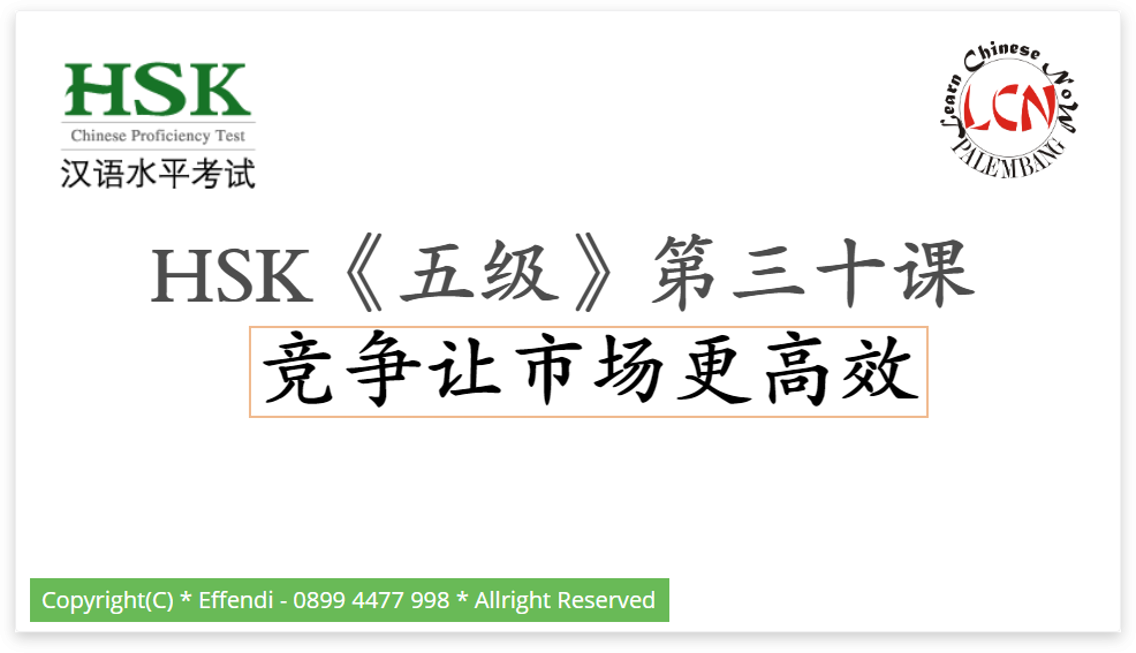 HSK
Chinese Proficiency Test
汉语水平考试
Learn Chinese NoW
LCN
PALEMBANG
HSK《五级》第三十课
竞争让市场更高效
Copyright(C) * Effendi - 0899 4477 998 * Allright Reserved